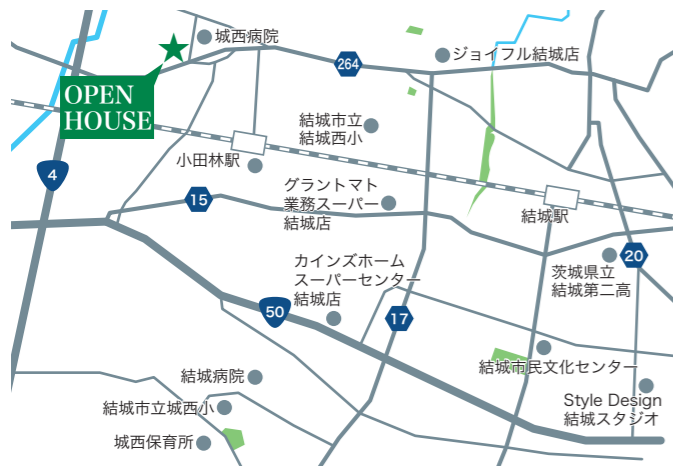 城西病院
264
ジョイフル結城店
OPEN
HOUSE
結城市立
結城西小
小田林駅
4
グラントマト
業務スーパー
結城店
15
結城駅
カインズホーム
スーパーセンター
結城店
20
茨城県立
結城第二高
50
17
結城市民文化センター
結城病院
Style Design
結城スタジオ
結城市立城西小
城西保育所